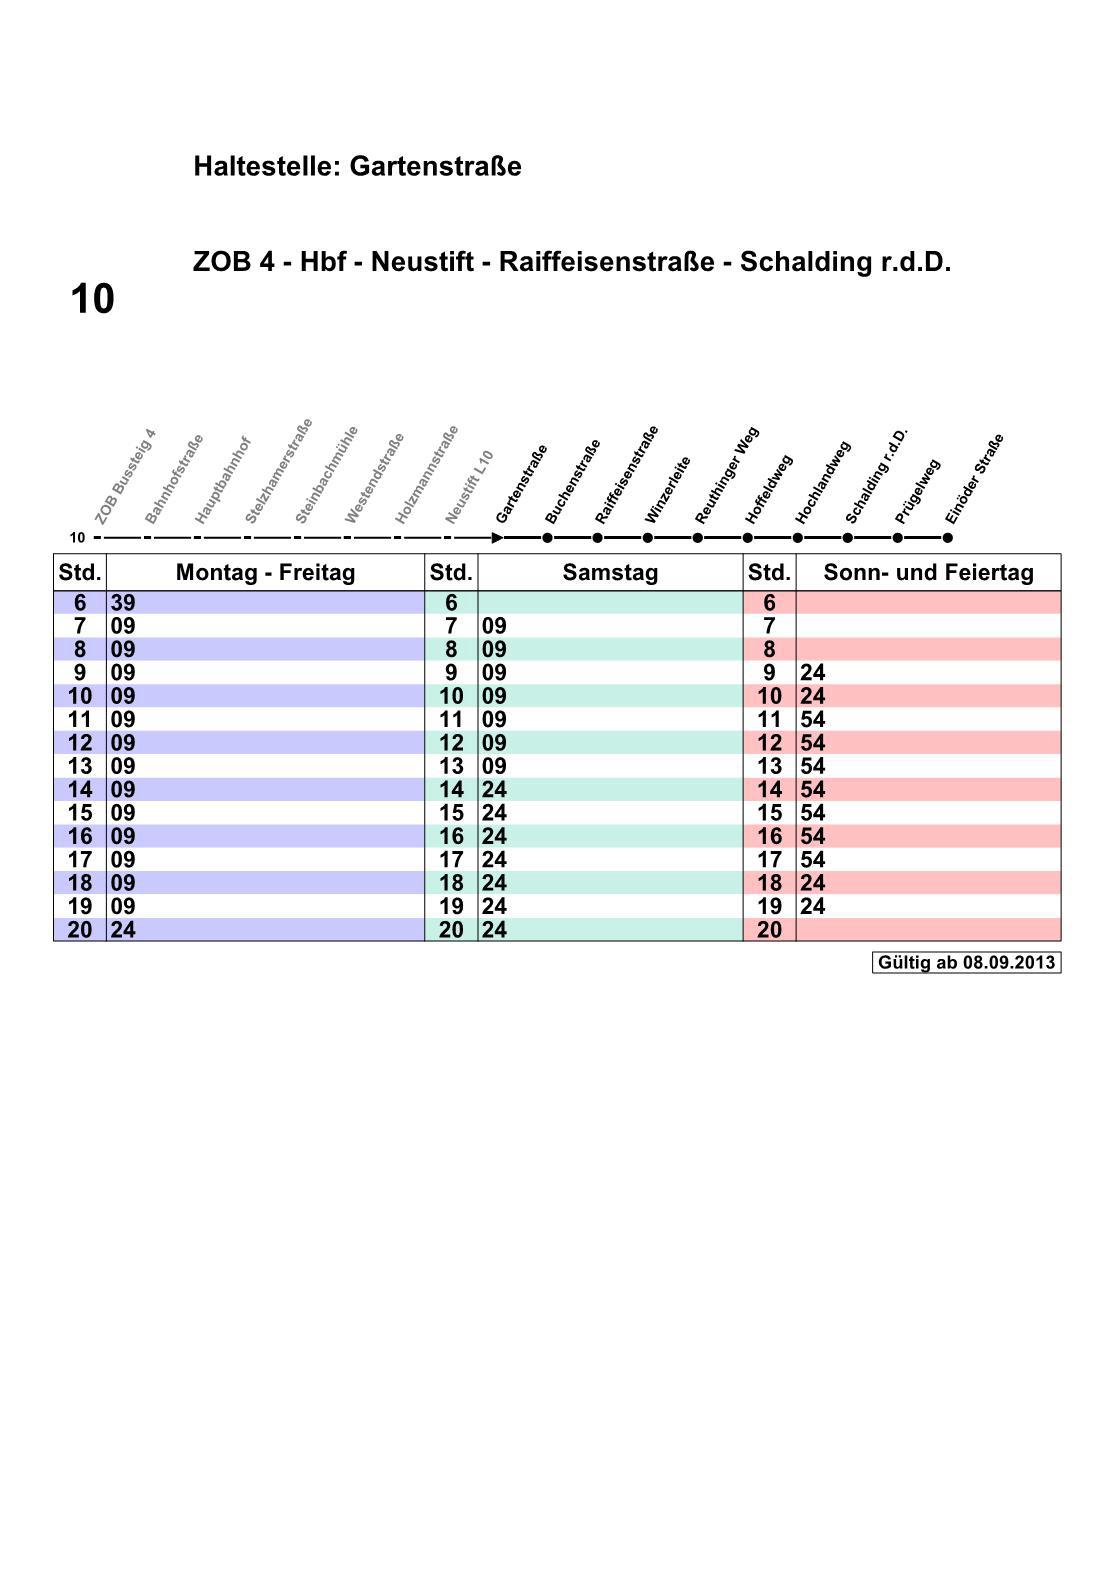 Haltestelle: Gartenstraße
ZOB 4 - Hbf - Neustift - Raiffeisenstraße - Schalding r.d.D.
10
ZOB Bussteig 4
Bahnhofstraße
Hauptbahnhof
Stelzhamerstraße
Steinbachmühle
Westendstraße
Holzmannstraße
Neustift L10
Gartenstraße
Buchenstraße
Raiffeisenstraße
Winzerleite
Reuthinger Weg
Hoffeldweg
Hochlandweg
Schalding r.d.D.
Prügelweg
Einöder Straße
10
Std. Montag - Freitag Std. Samstag Std. Sonn- und Feiertag
6 39 6 6
7 09 7 09 7
8 09 8 09 8
9 09 9 09 9 24
10 09 10 09 10 24
11 09 11 09 11 54
12 09 12 09 12 54
13 09 13 09 13 54
14 09 14 24 14 54
15 09 15 24 15 54
16 09 16 24 16 54
17 09 17 24 17 54
18 09 18 24 18 24
19 09 19 24 19 24
20 24 20 24 20
Gültig ab 08.09.2013